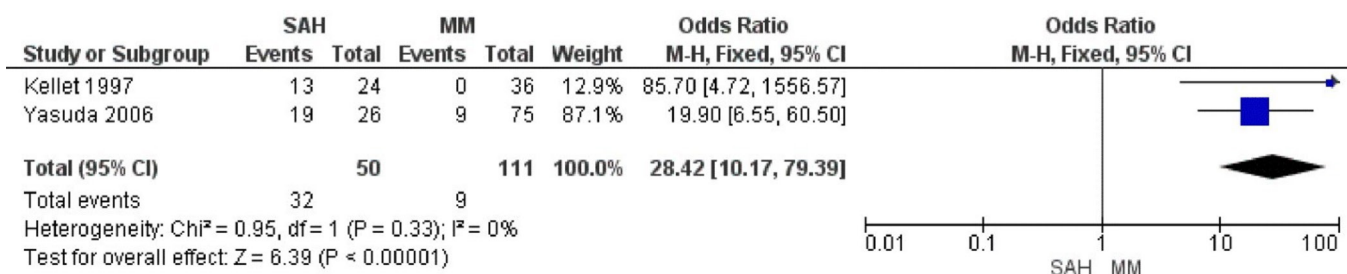 SAH MM Odds Ratio Odds Ratio
Study or Subgroup Events Total Events Total Weight M-H, Fixed, 95% CI M-H, Fixed, 95% CI
Kellet 1997 13 24 0 36 12.9% 85.70 [4.72, 1556.57]
Yasuda 2006 19 26 9 75 87.1% 19.90 [6.55, 60.50]
Total (95% CI) 50 111 100.0% 28.42 [10.17, 79.39]
Total events 32 9
Heterogeneity: Chi² = 0.95, df = 1 (P = 0.33); I² = 0%
Test for overall effect: Z = 6.39 (P < 0.00001)
0.01 0.1 1 10 100
SAH MM